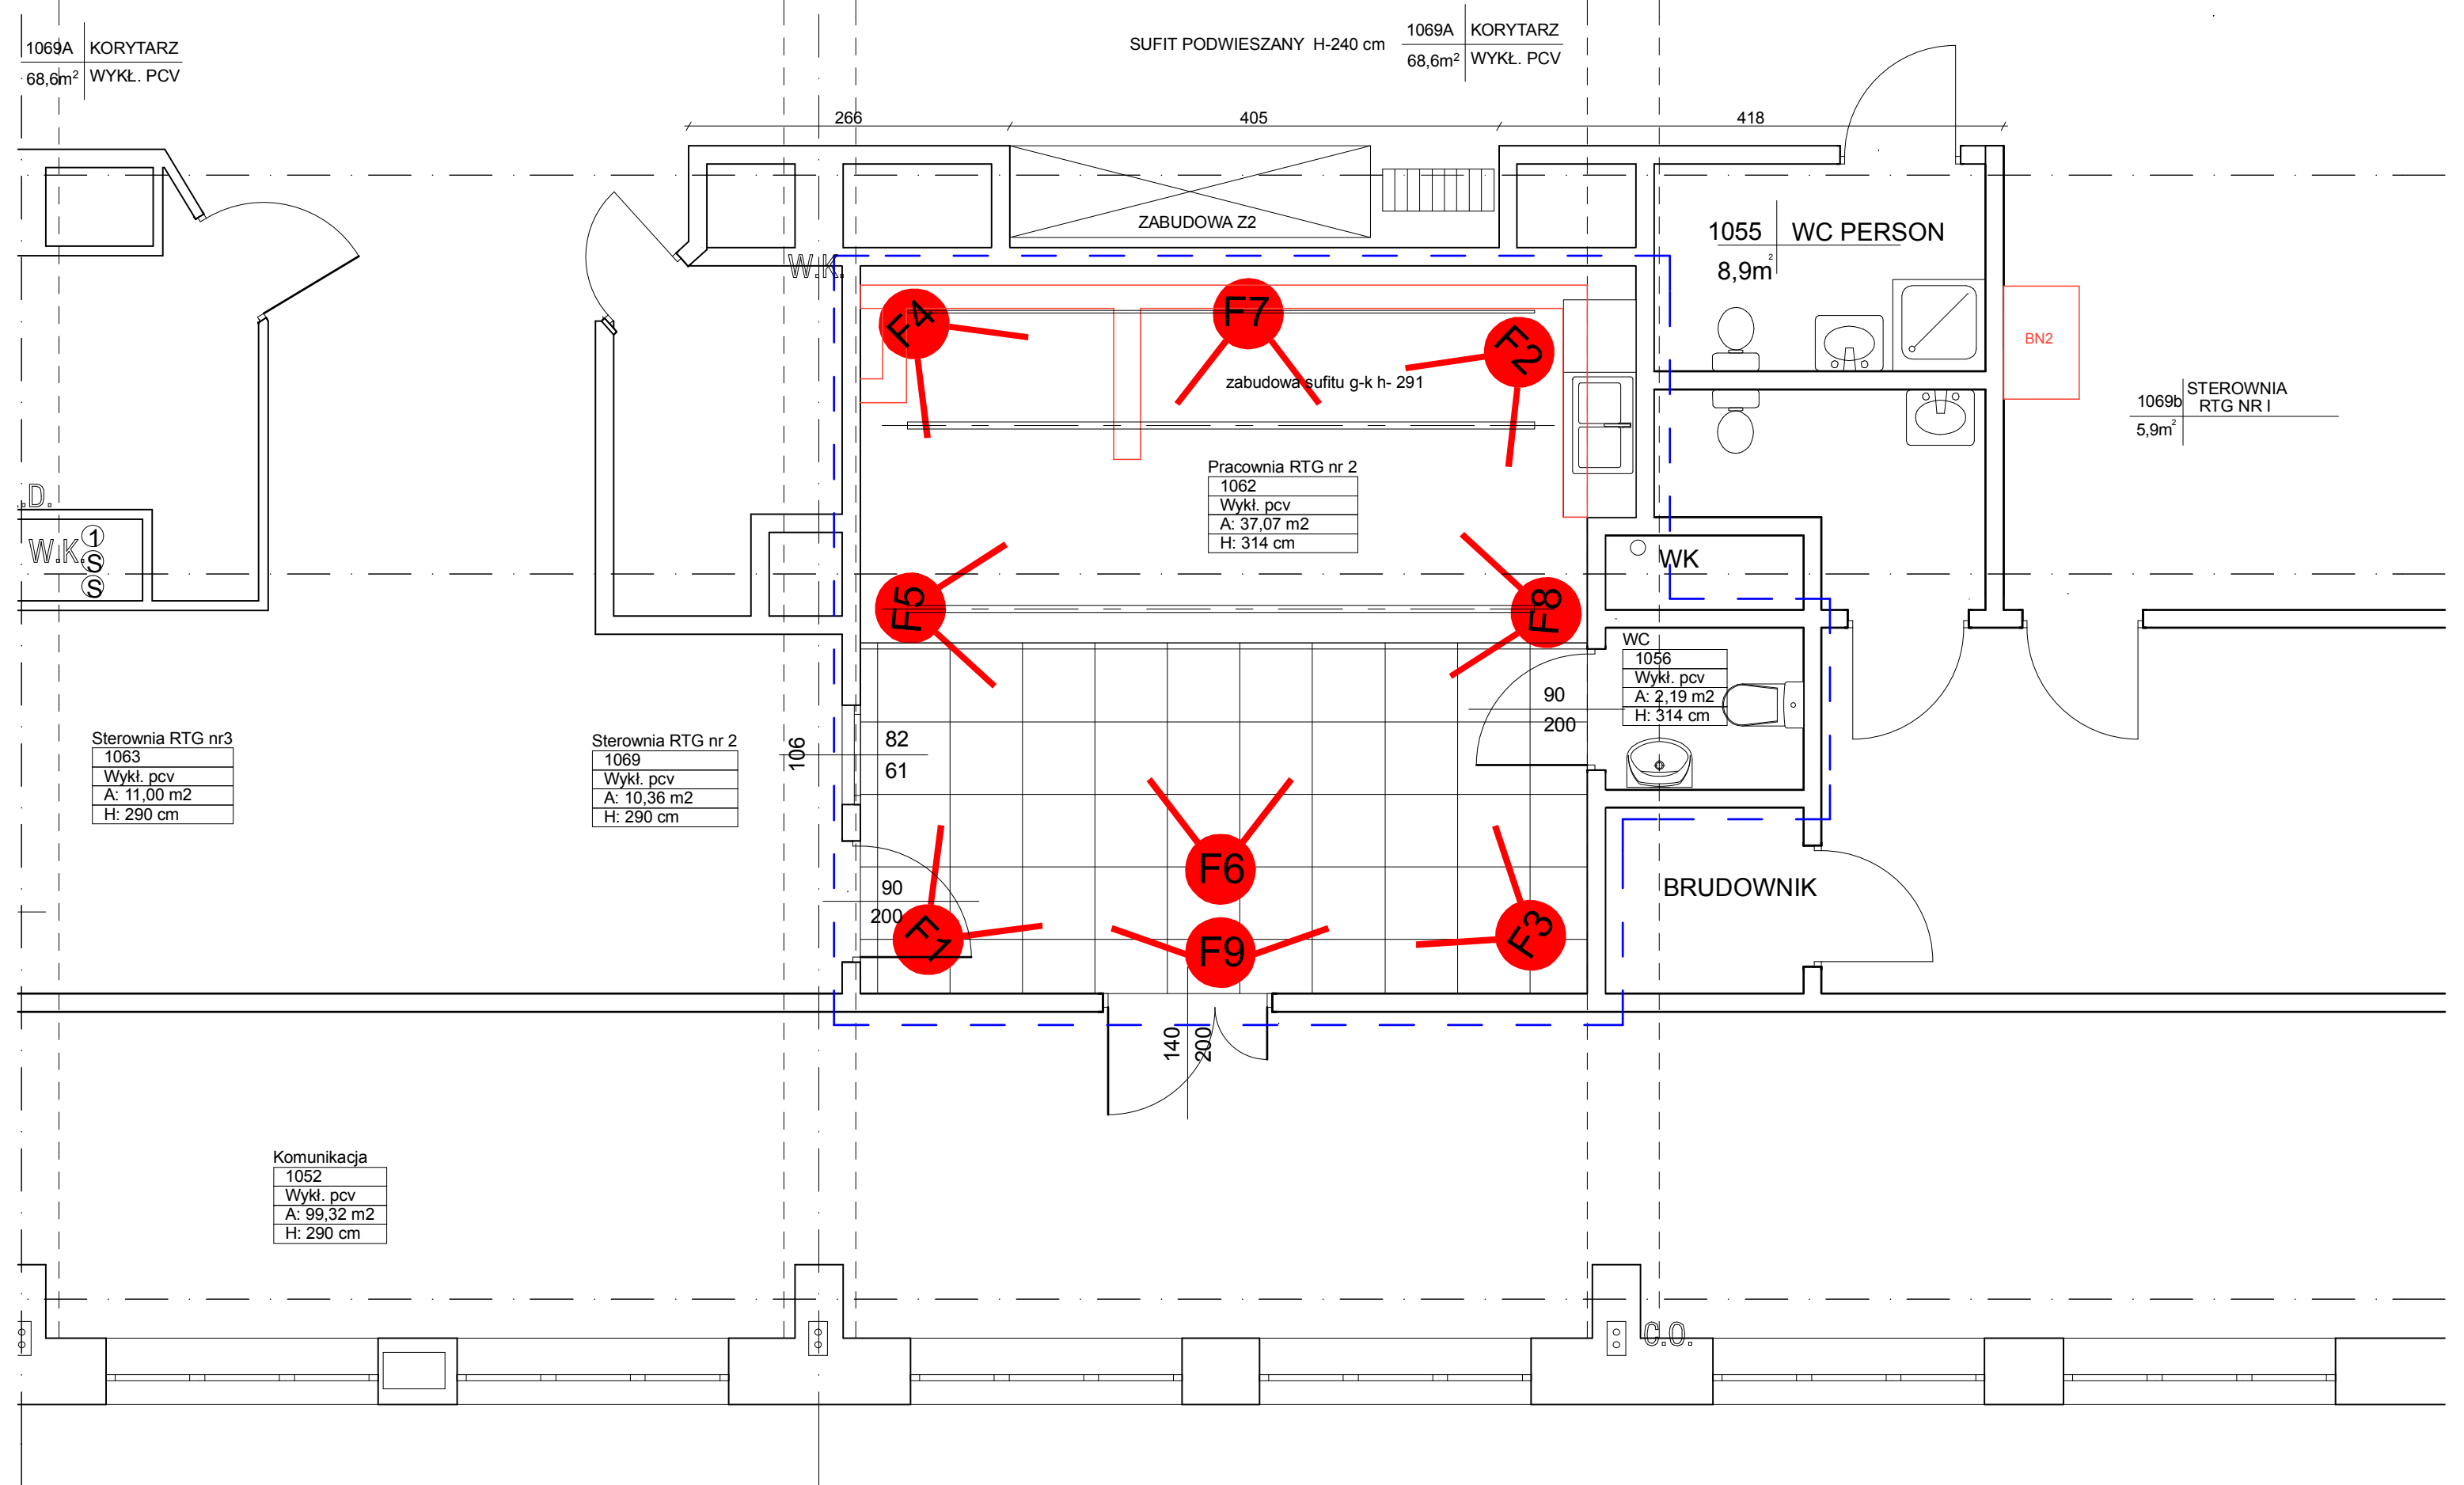 1069A KORYTARZ
68,6m² WYKŁ. PCV
SUFIT PODWIESZANY H-240 cm
1069A KORYTARZ
68,6m² WYKŁ. PCV
266
405
418
ZABUDOWA Z2
W.K.
1055 WC PERSON
8,9m²
F4
F7
F2
zabudowa sufitu g-k h- 291
BN2
1069b STEROWNIA
RTG NR I
5,9m²
Pracownia RTG nr 2
1062
Wykł. pcv
A: 37,07 m2
H: 314 cm
.D.
W.K.
1
S
S
WK
F5
F8
WC
1056
Wykł. pcv
A: 2,19 m2
H: 314 cm
90
200
Sterownia RTG nr3
1063
Wykł. pcv
A: 11,00 m2
H: 290 cm
Sterownia RTG nr 2
1069
Wykł. pcv
A: 10,36 m2
H: 290 cm
106
82
61
90
200
F6
BRUDOWNIK
F1
F9
F3
140
200
Komunikacja
1052
Wykł. pcv
A: 99,32 m2
H: 290 cm
C.O.